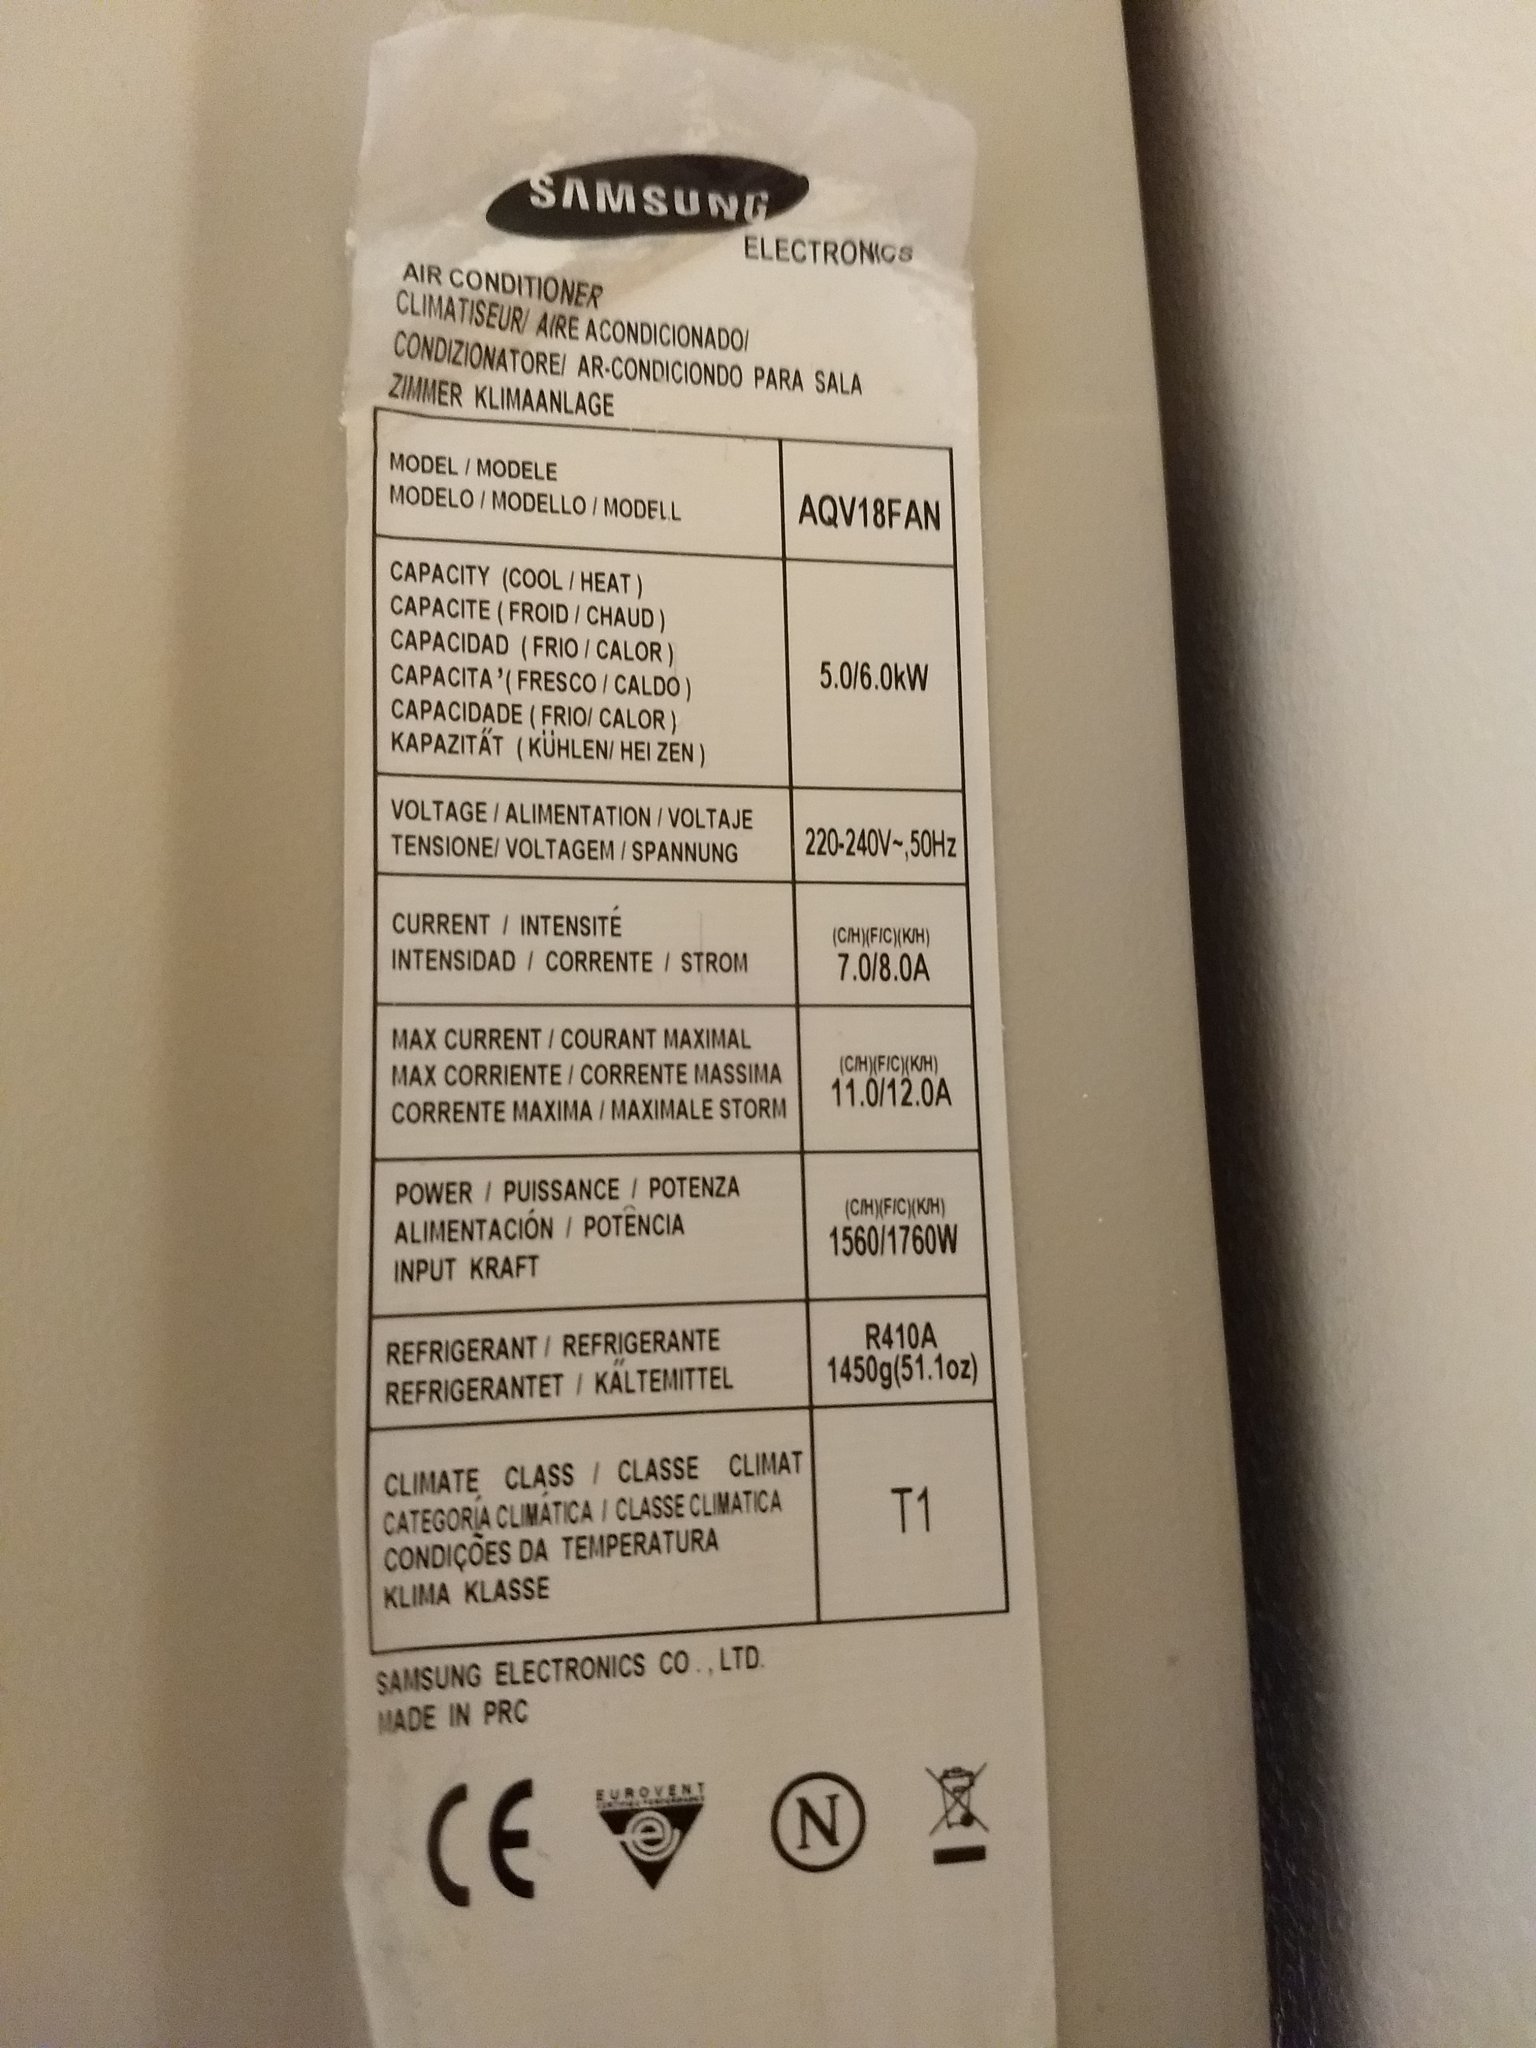 SAMSUNG
ELECTRONICS
AIR CONDITIONER
CLIMATISEUR/ AIRE ACONDICIONADO/
CONDIZIONATORE/ AR-CONDICIONDO PARA SALA
ZIMMER KLIMAANLAGE
MODEL / MODELE
MODELO / MODELLO / MODELL
AQV18FAN
CAPACITY (COOL / HEAT )
CAPACITE ( FROID / CHAUD )
CAPACIDAD ( FRIO / CALOR )
CAPACITA ' ( FRESCO / CALDO )
CAPACIDADE ( FRIO/ CALOR )
KAPAZITÄT ( KÜHLEN/ HEI ZEN )
5.0/6.0kW
VOLTAGE / ALIMENTATION / VOLTAJE
TENSIONE/ VOLTAGEM / SPANNUNG
220-240V~,50Hz
CURRENT / INTENSITÉ
INTENSIDAD / CORRENTE / STROM
(C/H)(F/C)(K/H)
7.0/8.0A
MAX CURRENT / COURANT MAXIMAL
MAX CORRIENTE / CORRENTE MASSIMA
CORRENTE MAXIMA / MAXIMALE STORM
(C/H)(F/C)(K/H)
11.0/12.0A
POWER / PUISSANCE / POTENZA
ALIMENTACIÓN / POTÊNCIA
INPUT KRAFT
(C/H)(F/C)(K/H)
1560/1760W
REFRIGERANT / REFRIGERANTE
REFRIGERANTET / KÄLTEMITTEL
R410A
1450g(51.1oz)
CLIMATE CLASS / CLASSE CLIMAT
CATEGORÍA CLIMÁTICA / CLASSE CLIMATICA
CONDIÇÕES DA TEMPERATURA
KLIMA KLASSE
T1
SAMSUNG ELECTRONICS CO . , LTD.
MADE IN PRC
CE
EUROVENT
e
N